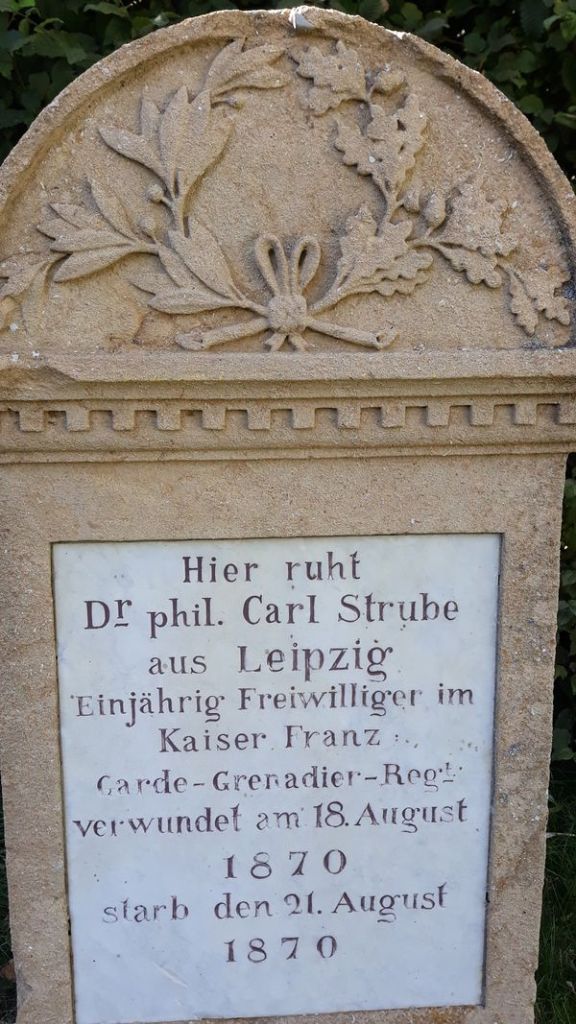 Hier ruht
Dr phil. Carl Strube
aus Leipzig
Einjährig Freiwilliger im
Kaiser Franz
Garde-Grenadier-Regt.
verwundet am 18. August
1870
starb den 21. August
1870